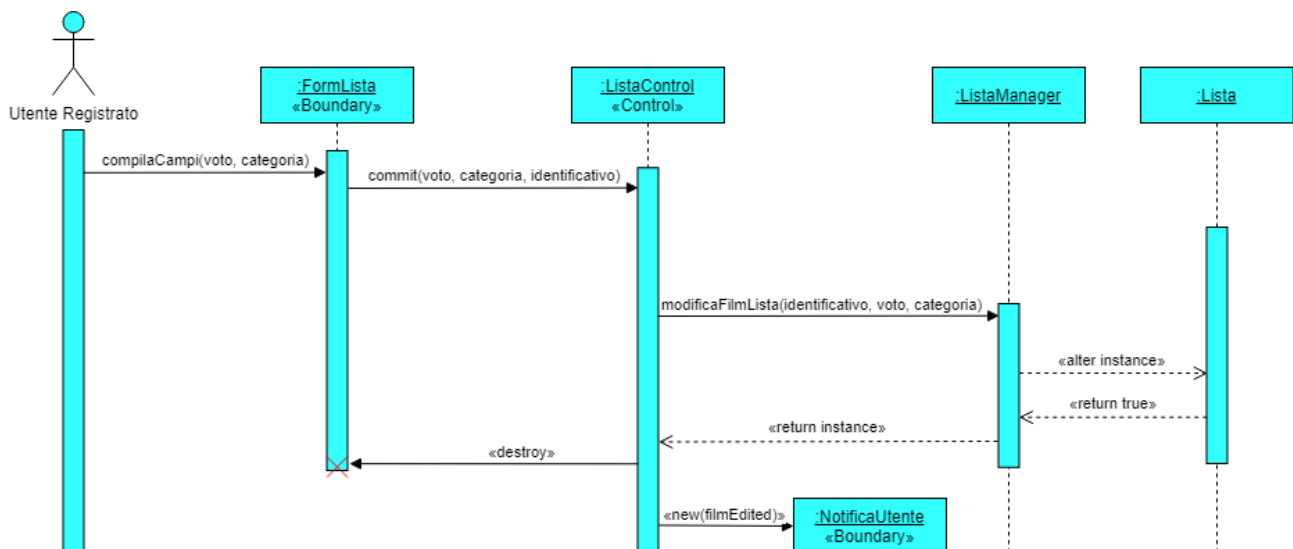 Utente Registrato
:FormLista
«Boundary»
:ListaControl
«Control»
:ListaManager
:Lista
compilaCampi(voto, categoria)
commit(voto, categoria, identificativo)
modificaFilmLista(identificativo, voto, categoria)
«alter instance»
«return true»
«return instance»
«destroy»
«new(filmEdited)»
:NotificaUtente
«Boundary»